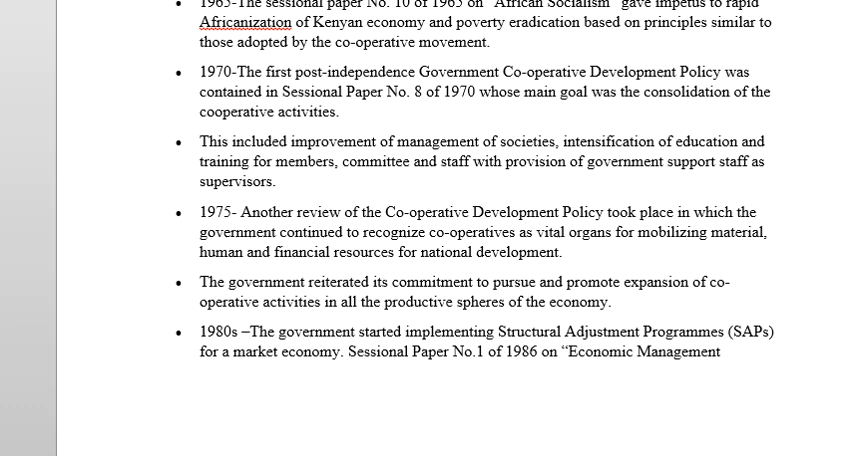 • 1965-The sessional paper No. 10 of 1965 on “African Socialism” gave impetus to rapid
Africanization of Kenyan economy and poverty eradication based on principles similar to
those adopted by the co-operative movement.
• 1970-The first post-independence Government Co-operative Development Policy was
contained in Sessional Paper No. 8 of 1970 whose main goal was the consolidation of the
cooperative activities.
• This included improvement of management of societies, intensification of education and
training for members, committee and staff with provision of government support staff as
supervisors.
• 1975- Another review of the Co-operative Development Policy took place in which the
government continued to recognize co-operatives as vital organs for mobilizing material,
human and financial resources for national development.
• The government reiterated its commitment to pursue and promote expansion of co-
operative activities in all the productive spheres of the economy.
• 1980s –The government started implementing Structural Adjustment Programmes (SAPs)
for a market economy. Sessional Paper No.1 of 1986 on “Economic Management